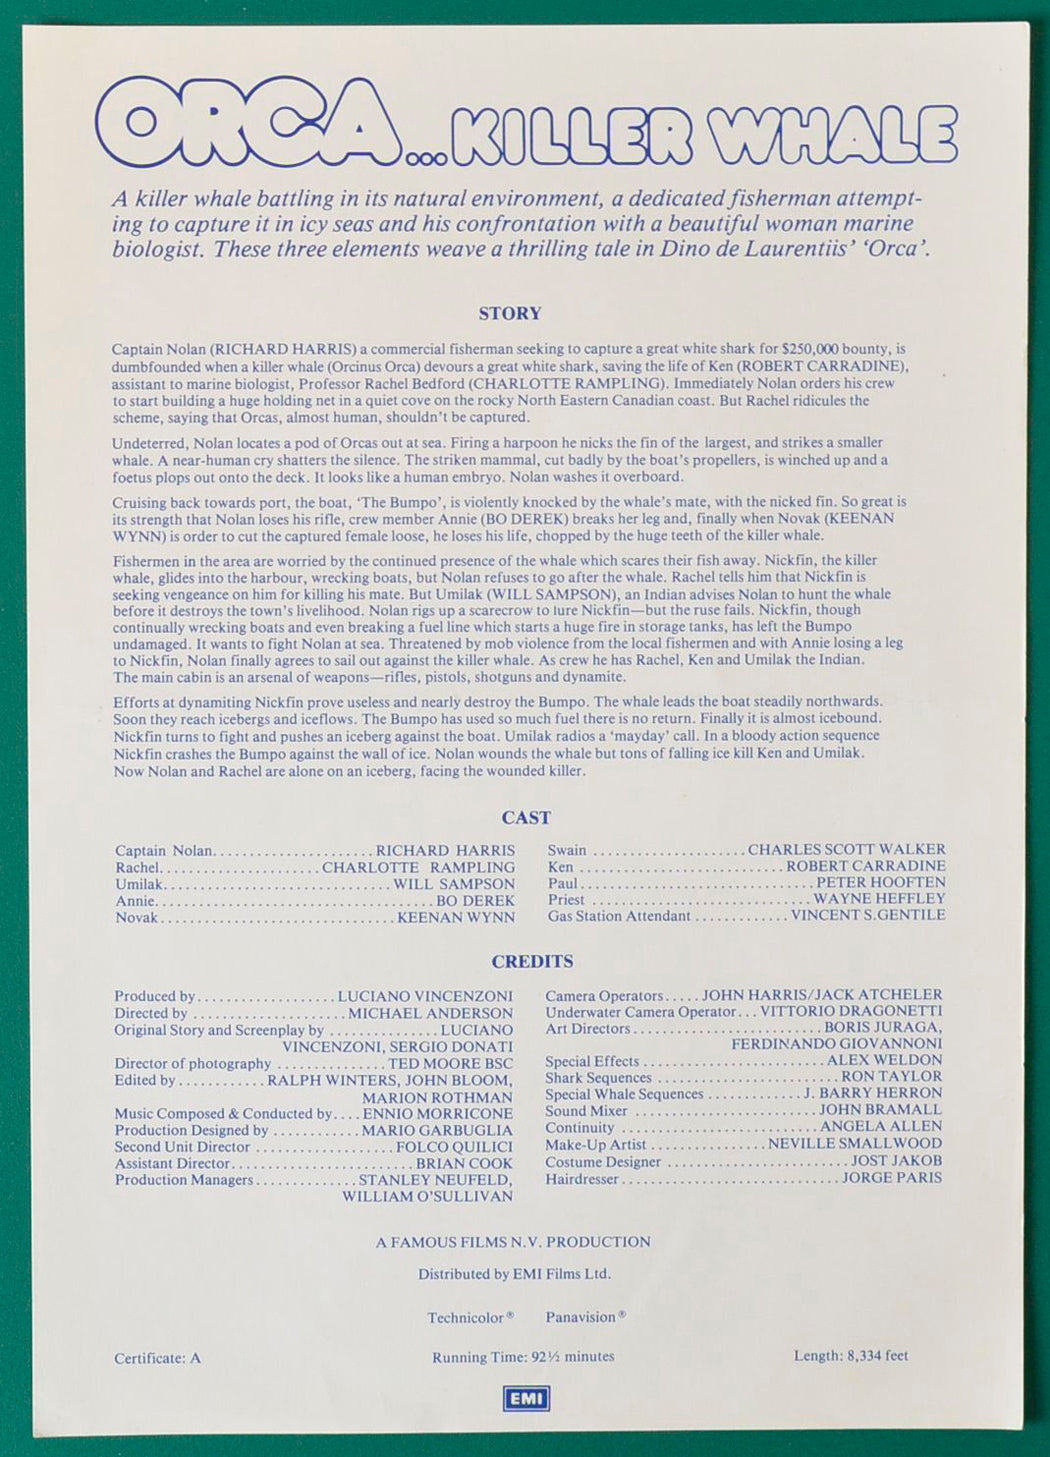 ORCA...KILLER WHALE
A killer whale battling in its natural environment, a dedicated fisherman attempt-
ing to capture it in icy seas and his confrontation with a beautiful woman marine
biologist. These three elements weave a thrilling tale in Dino de Laurentiis’ ‘Orca’.
STORY
Captain Nolan (RICHARD HARRIS) a commercial fisherman seeking to capture a great white shark for $250,000 bounty, is
dumbfounded when a killer whale (Orcinus Orca) devours a great white shark, saving the life of Ken (ROBERT CARRADINE),
assistant to marine biologist, Professor Rachel Bedford (CHARLOTTE RAMPLING). Immediately Nolan orders his crew
to start building a huge holding net in a quiet cove on the rocky North Eastern Canadian coast. But Rachel ridicules the
scheme, saying that Orcas, almost human, shouldn’t be captured.
Undeterred, Nolan locates a pod of Orcas out at sea. Firing a harpoon he nicks the fin of the largest, and strikes a smaller
whale. A near-human cry shatters the silence. The striken mammal, cut badly by the boat’s propellers, is winched up and a
foetus plops out onto the deck. It looks like a human embryo. Nolan washes it overboard.
Cruising back towards port, the boat, ‘The Bumpo’, is violently knocked by the whale’s mate, with the nicked fin. So great is
its strength that Nolan loses his rifle, crew member Annie (BO DEREK) breaks her leg and, finally when Novak (KEENAN
WYNN) is order to cut the captured female loose, he loses his life, chopped by the huge teeth of the killer whale.
Fishermen in the area are worried by the continued presence of the whale which scares their fish away. Nickfin, the killer
whale, glides into the harbour, wrecking boats, but Nolan refuses to go after the whale. Rachel tells him that Nickfin is
seeking vengeance on him for killing his mate. But Umilak (WILL SAMPSON), an Indian advises Nolan to hunt the whale
before it destroys the town’s livelihood. Nolan rigs up a scarecrow to lure Nickfin—but the ruse fails. Nickfin, though
continually wrecking boats and even breaking a fuel line which starts a huge fire in storage tanks, has left the Bumpo
undamaged. It wants to fight Nolan at sea. Threatened by mob violence from the local fishermen and with Annie losing a leg
to Nickfin, Nolan finally agrees to sail out against the killer whale. As crew he has Rachel, Ken and Umilak the Indian.
The main cabin is an arsenal of weapons—rifles, pistols, shotguns and dynamite.
Efforts at dynamiting Nickfin prove useless and nearly destroy the Bumpo. The whale leads the boat steadily northwards.
Soon they reach icebergs and iceflows. The Bumpo has used so much fuel there is no return. Finally it is almost icebound.
Nickfin turns to fight and pushes an iceberg against the boat. Umilak radios a ‘mayday’ call. In a bloody action sequence
Nickfin crashes the Bumpo against the wall of ice. Nolan wounds the whale but tons of falling ice kill Ken and Umilak.
Now Nolan and Rachel are alone on an iceberg, facing the wounded killer.
CAST
Captain Nolan......................RICHARD HARRIS
Rachel......................CHARLOTTE RAMPLING
Umilak...............................WILL SAMPSON
Annie......................................BO DEREK
Novak................................KEENAN WYNN
Swain .....................CHARLES SCOTT WALKER
Ken ............................ROBERT CARRADINE
Paul................................PETER HOOFTEN
Priest ..............................WAYNE HEFFLEY
Gas Station Attendant .............VINCENT S.GENTILE
CREDITS
Produced by...................LUCIANO VINCENZONI
Directed by .....................MICHAEL ANDERSON
Original Story and Screenplay by ...............LUCIANO
VINCENZONI, SERGIO DONATI
Director of photography ...............TED MOORE BSC
Edited by............RALPH WINTERS, JOHN BLOOM,
MARION ROTHMAN
Music Composed & Conducted by....ENNIO MORRICONE
Production Designed by ............MARIO GARBUGLIA
Second Unit Director ...................FOLCO QUILICI
Assistant Director.........................BRIAN COOK
Production Managers..............STANLEY NEUFELD,
WILLIAM O'SULLIVAN
Camera Operators.....JOHN HARRIS/JACK ATCHELER
Underwater Camera Operator...VITTORIO DRAGONETTI
Art Directors..........................BORIS JURAGA,
FERDINANDO GIOVANNONI
Special Effects.........................ALEX WELDON
Shark Sequences .........................RON TAYLOR
Special Whale Sequences .............J. BARRY HERRON
Sound Mixer .........................JOHN BRAMALL
Continuity ...........................ANGELA ALLEN
Make-Up Artist................NEVILLE SMALLWOOD
Costume Designer .........................JOST JAKOB
Hairdresser..............................JORGE PARIS
A FAMOUS FILMS N.V. PRODUCTION
Distributed by EMI Films Ltd.
Technicolor® Panavision®
Certificate: A Running Time: 92½ minutes Length: 8,334 feet
EMI